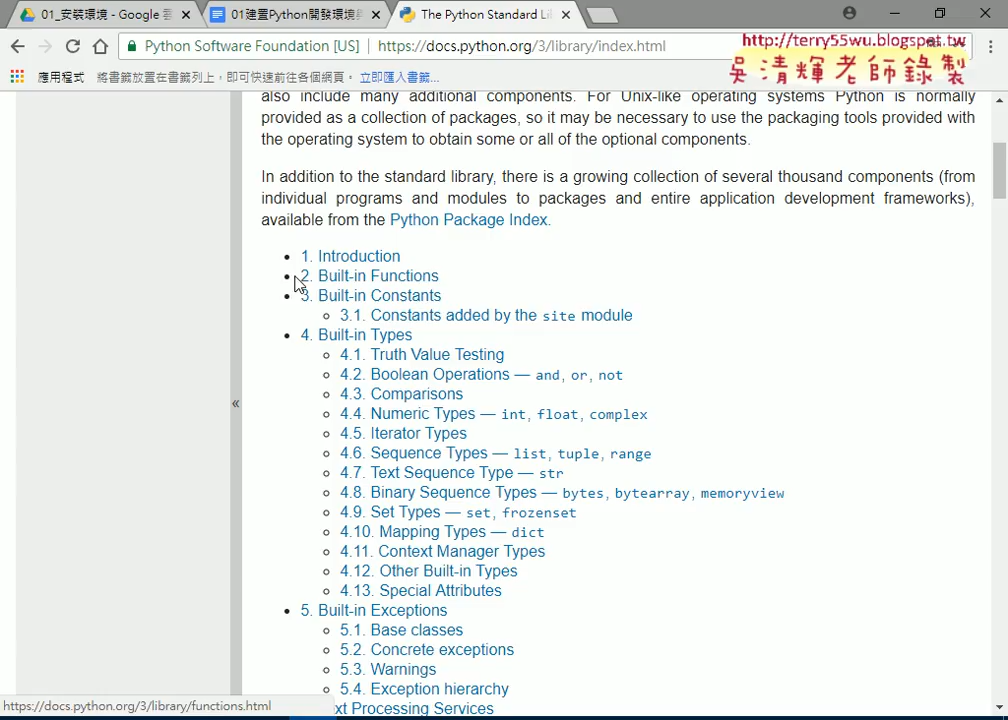 01_安裝環境 - Google 雲
01建置Python開發環境
The Python Standard Li
Python Software Foundation [US] https://docs.python.org/3/library/index.html
http://terry55wu.blogspot.tw
吳清輝老師錄製
應用程式 將書籤放置在書籤列上，即可快速前往各個網頁。 立即匯入書籤...
also include many additional components. For Unix-like operating systems Python is normally
provided as a collection of packages, so it may be necessary to use the packaging tools provided with
the operating system to obtain some or all of the optional components.
In addition to the standard library, there is a growing collection of several thousand components (from
individual programs and modules to packages and entire application development frameworks),
available from the Python Package Index.
1. Introduction
2. Built-in Functions
3. Built-in Constants
3.1. Constants added by the site module
4. Built-in Types
4.1. Truth Value Testing
4.2. Boolean Operations — and, or, not
4.3. Comparisons
4.4. Numeric Types — int, float, complex
4.5. Iterator Types
4.6. Sequence Types — list, tuple, range
4.7. Text Sequence Type — str
4.8. Binary Sequence Types — bytes, bytearray, memoryview
4.9. Set Types — set, frozenset
4.10. Mapping Types — dict
4.11. Context Manager Types
4.12. Other Built-in Types
4.13. Special Attributes
5. Built-in Exceptions
5.1. Base classes
5.2. Concrete exceptions
5.3. Warnings
5.4. Exception hierarchy
xt Processing Services
https://docs.python.org/3/library/functions.html